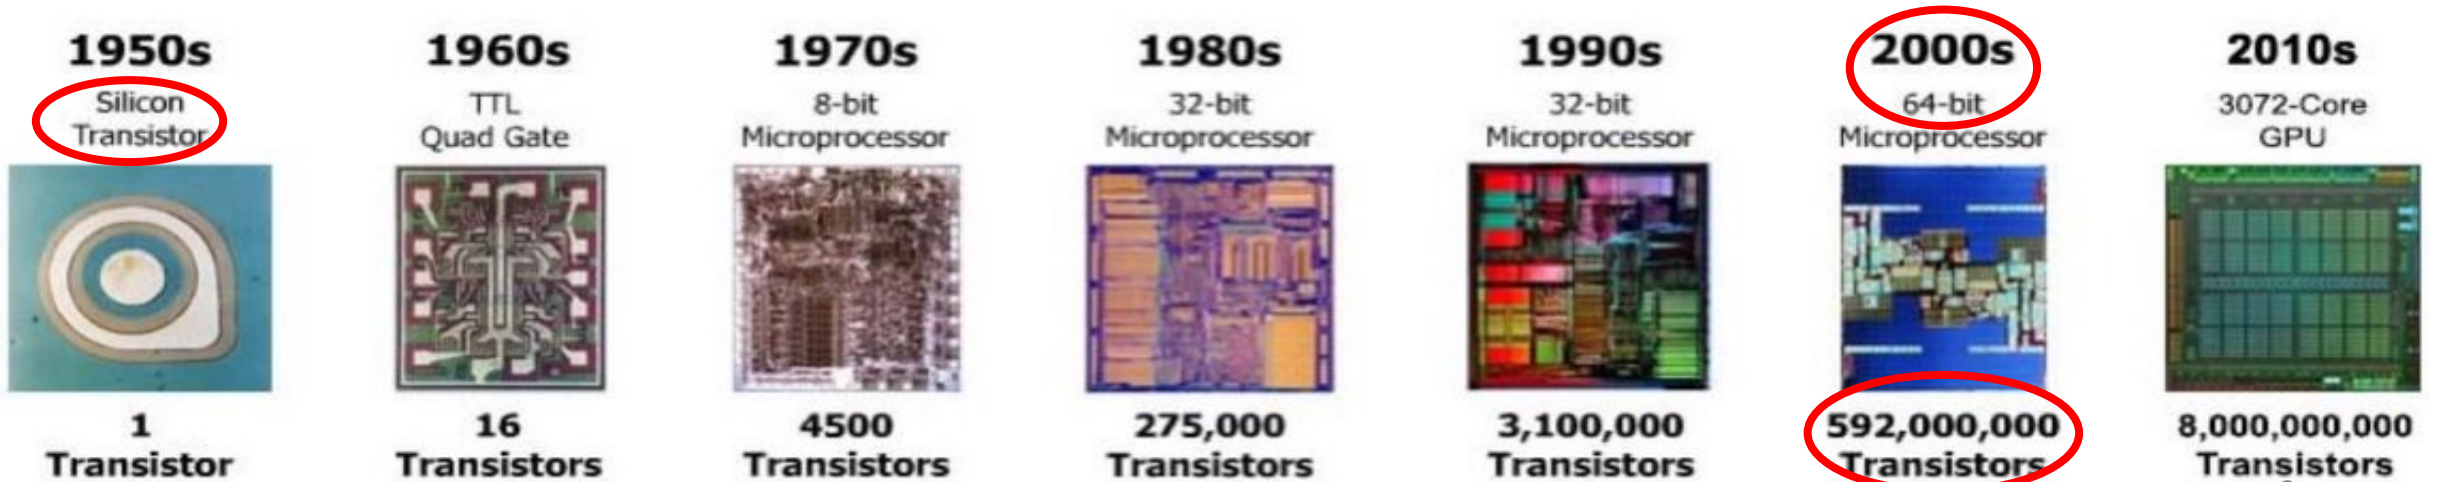 1950s
Silicon
Transistor
1
Transistor
1960s
TTL
Quad Gate
16
Transistors
1970s
8-bit
Microprocessor
4500
Transistors
1980s
32-bit
Microprocessor
275,000
Transistors
1990s
32-bit
Microprocessor
3,100,000
Transistors
2000s
64-bit
Microprocessor
592,000,000
Transistors
2010s
3072-Core
GPU
8,000,000,000
Transistors